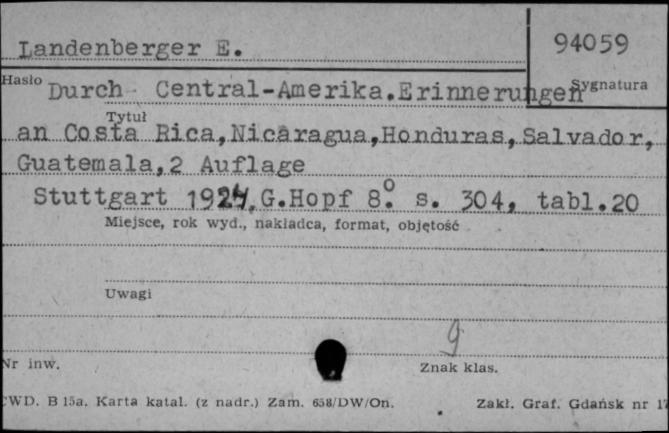 Landenberger E.
94059
Hasło
Sygnatura
Durch Central-Amerika.Erinnerungen
Tytuł
an Costa Rica,Nicaragua,Honduras,Salvador,
Guatemala,2 Auflage
Stuttgart 1924,G.Hopf 8° s. 304, tabl.20
Miejsce, rok wyd., nakładca, format, objętość
Uwagi
g
Nr inw.
Znak klas.
CWD. B 15a. Karta katal. (z nadr.) Zam. 658/DW/On.
Zakł. Graf. Gdańsk nr